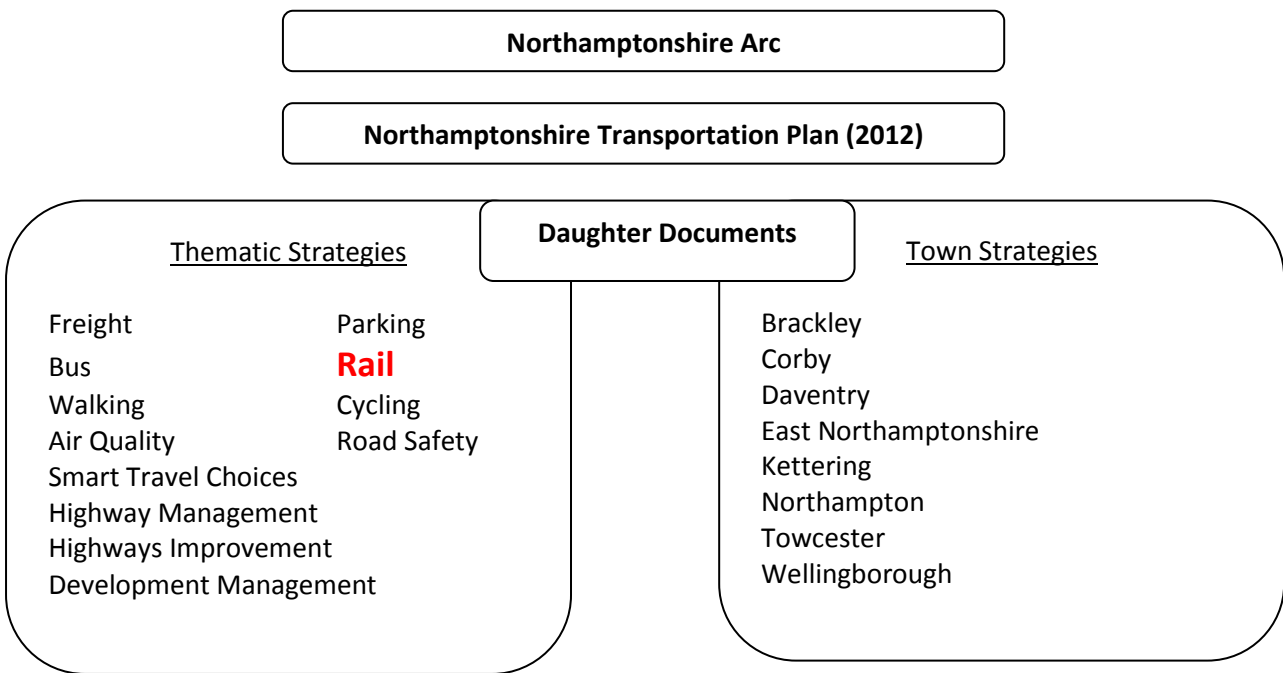 Northamptonshire Arc
Northamptonshire Transportation Plan (2012)
Daughter Documents
Thematic Strategies
Freight Parking
Bus Rail
Walking Cycling
Air Quality Road Safety
Smart Travel Choices
Highway Management
Highways Improvement
Development Management
Town Strategies
Brackley
Corby
Daventry
East Northamptonshire
Kettering
Northampton
Towcester
Wellingborough